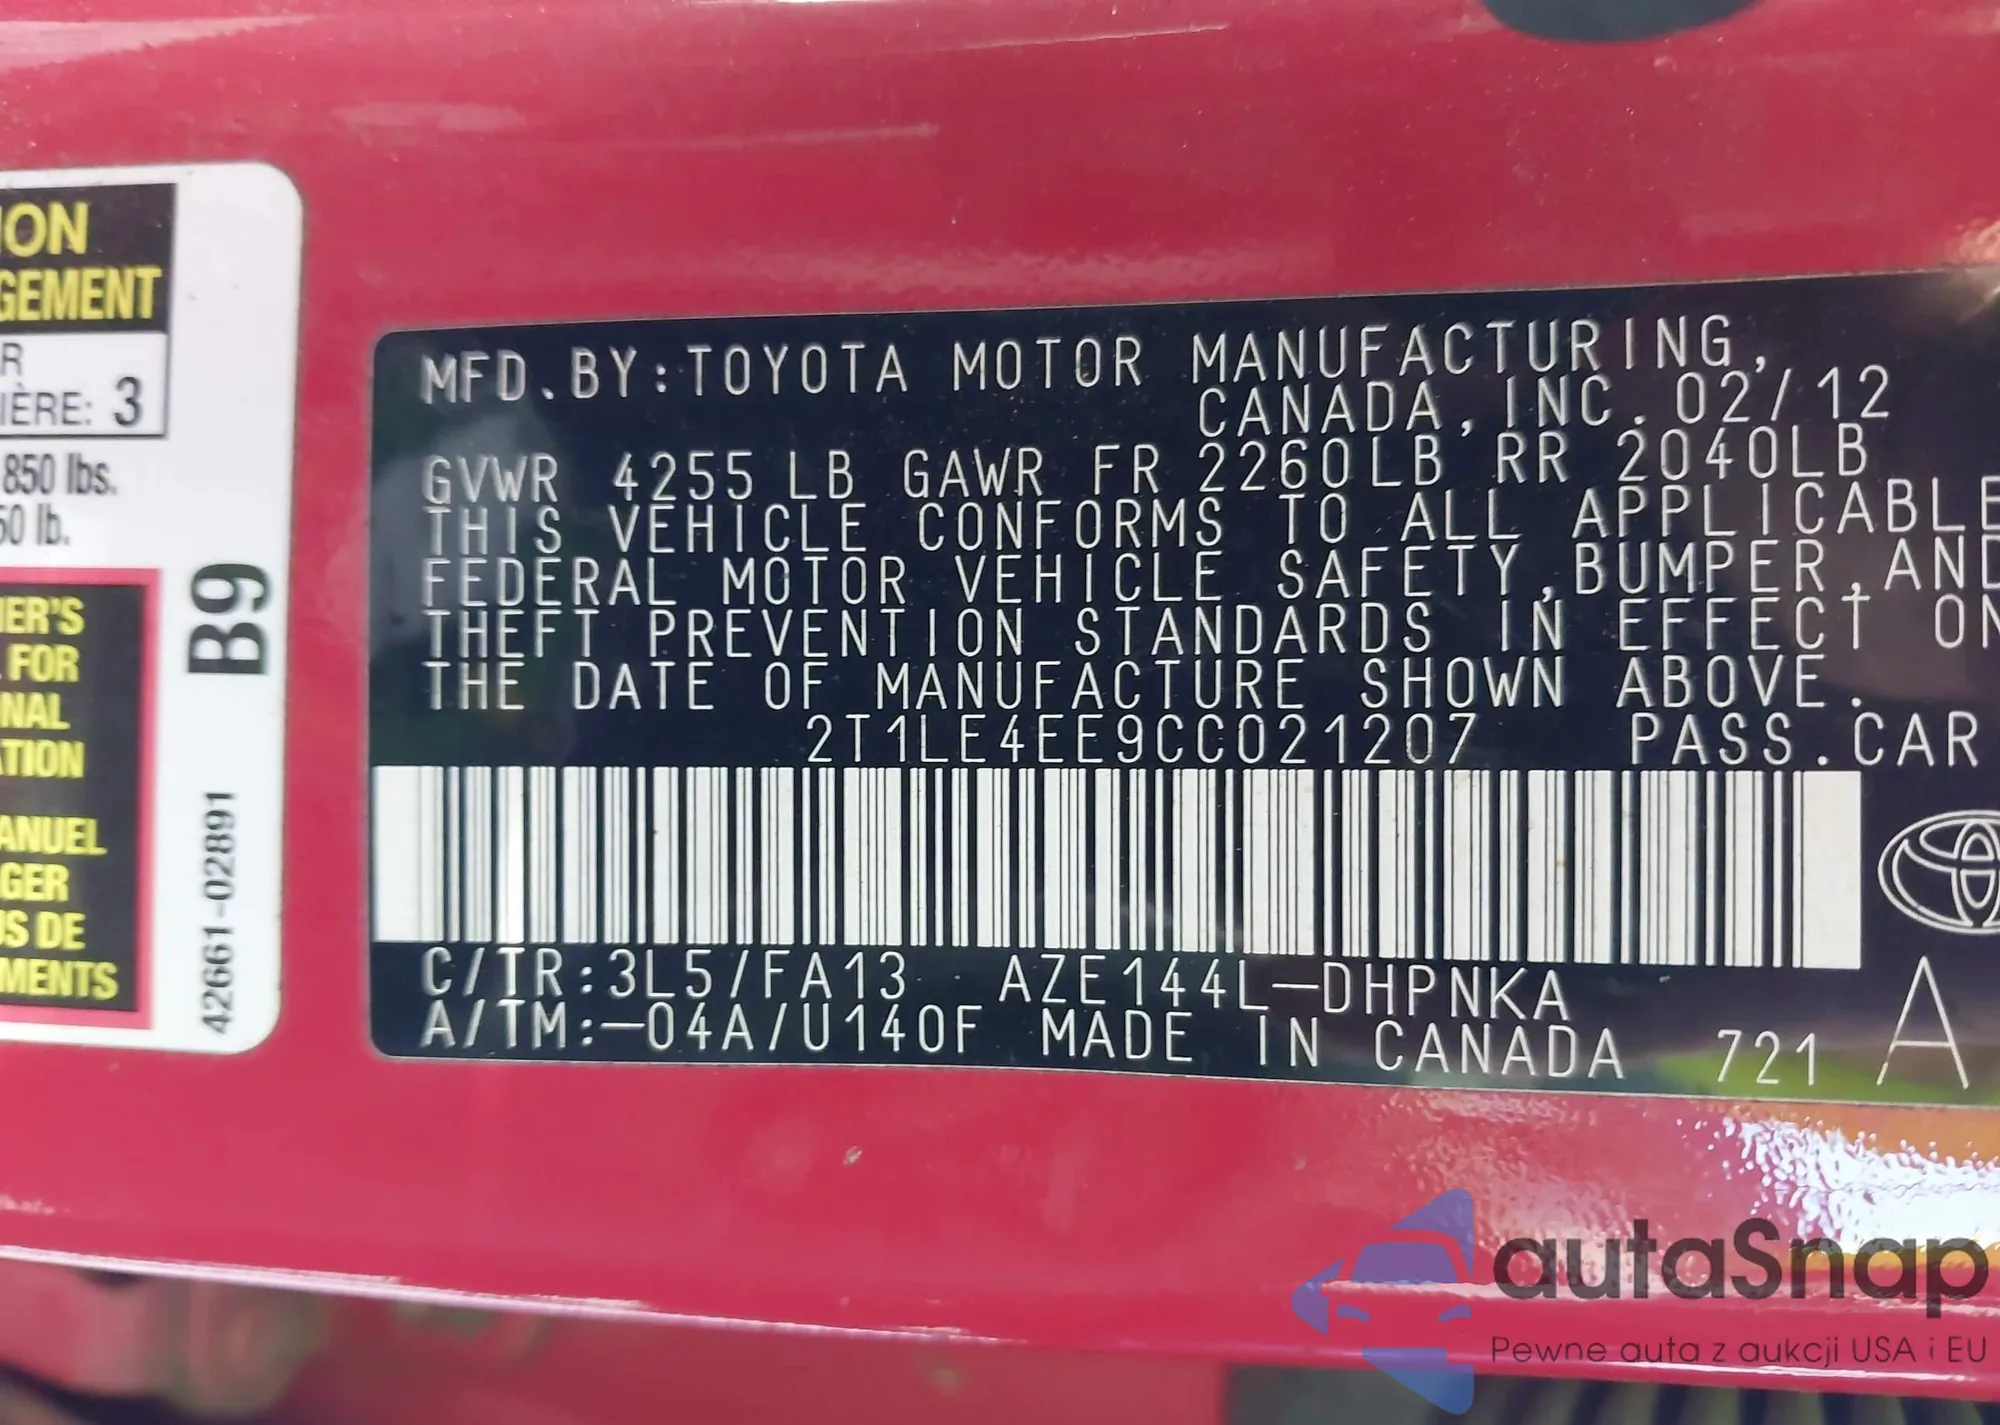 ION
GEMENT
R
IÈRE: 3
850 lbs.
50 lb.
B9
NER'S
FOR
NAL
ATION
ANUEL
GER
US DE
MENTS
42661-02891
MFD.BY:TOYOTA MOTOR MANUFACTURING,
CANADA,INC.02/12
GVWR 4255 LB GAWR FR 2260LB RR 2040LB
THIS VEHICLE CONFORMS TO ALL APPLICABLE
FEDERAL MOTOR VEHICLE SAFETY,BUMPER,AND
THEFT PREVENTION STANDARDS IN EFFECT ON
THE DATE OF MANUFACTURE SHOWN ABOVE.
2T1LE4EE9CC021207 PASS.CAR
C/TR:3L5/FA13 AZE144L-DHPNKA
A/TM:-04A/U140F MADE IN CANADA 721 A
autaSnap
Pewne auta z aukcji USA i EU